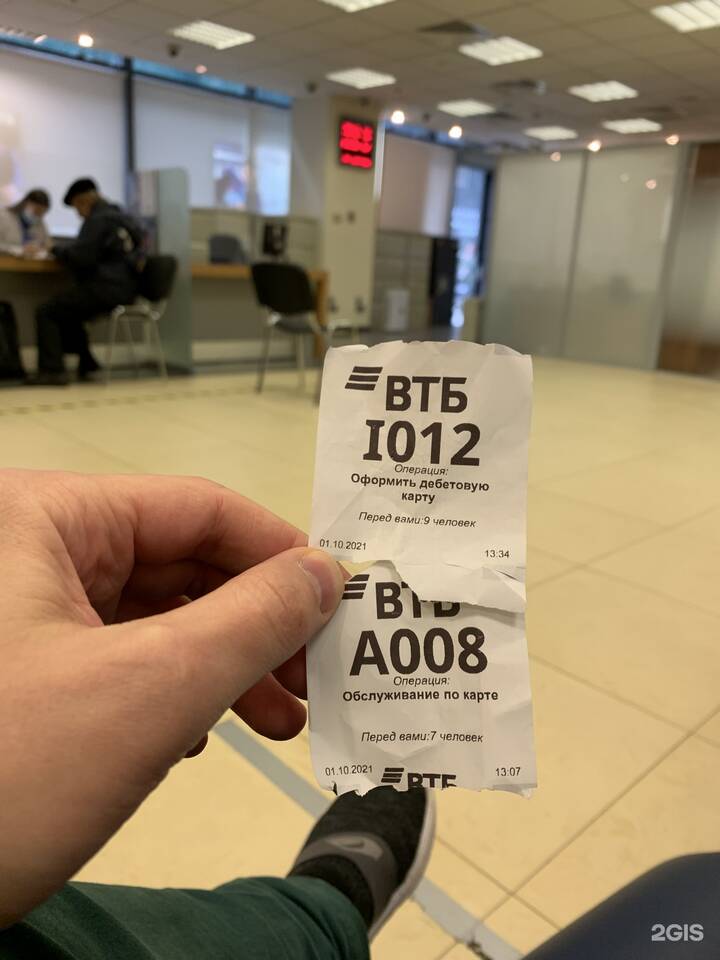 ВТБ
I012
Операция:
Оформить дебетовую
карту
Перед вами:9 человек
01.10.2021 13:34
ВТБ
A008
Операция:
Обслуживание по карте
Перед вами:7 человек
01.10.2021 13:07
ВТБ
2GIS